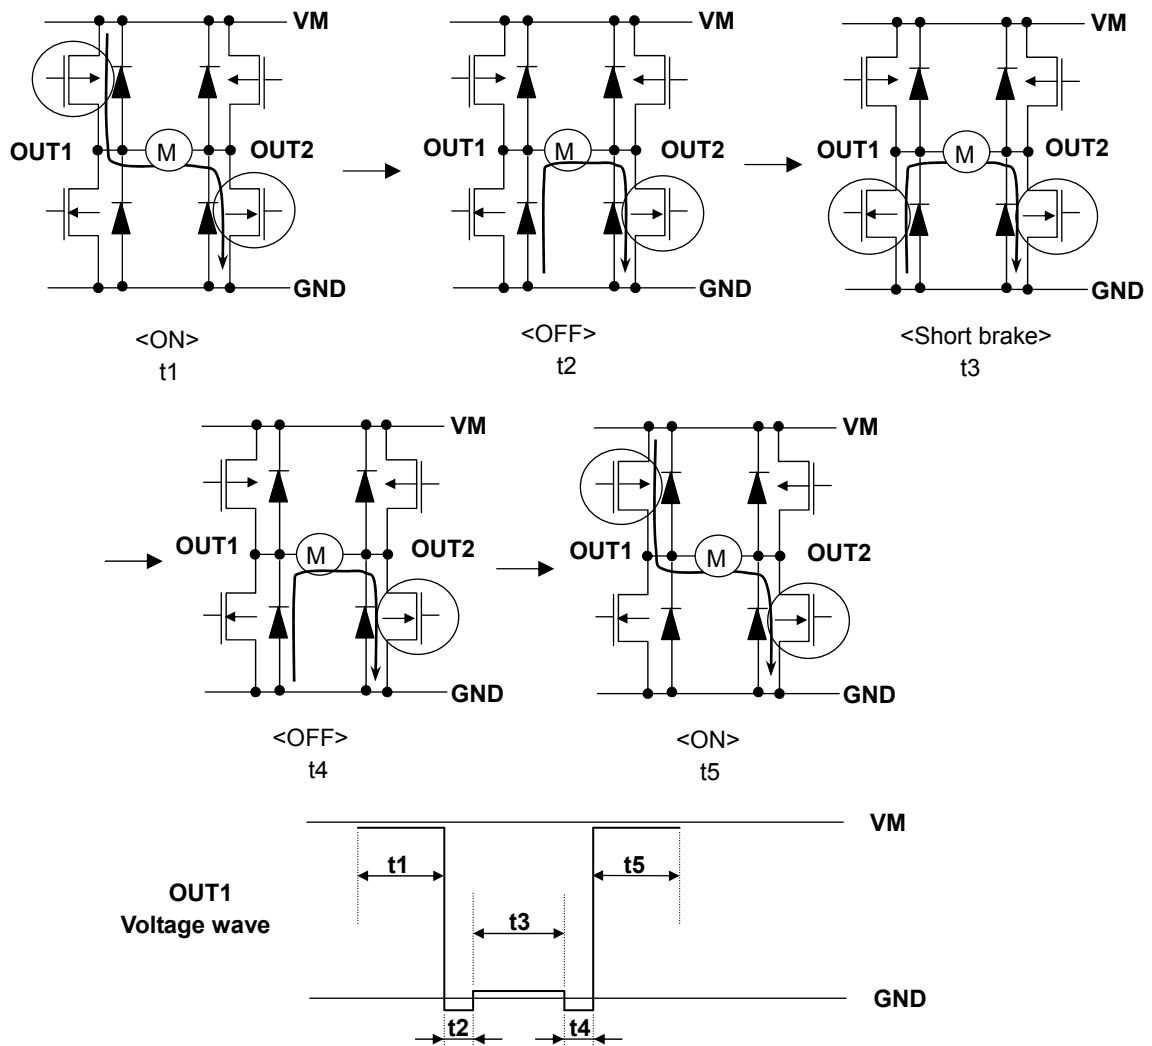 VM
OUT1
M
OUT2
GND
<ON>
t1
VM
OUT1
M
OUT2
GND
<OFF>
t2
VM
OUT1
M
OUT2
GND
<Short brake>
t3
VM
OUT1
M
OUT2
GND
<OFF>
t4
VM
OUT1
M
OUT2
GND
<ON>
t5
VM
t1
t5
OUT1
Voltage wave
t3
GND
t2
t4